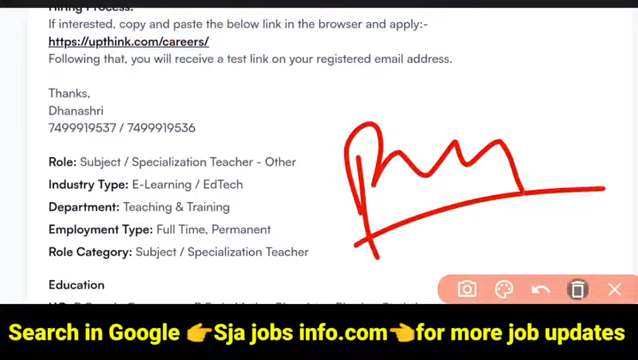 Hiring Process:
If interested, copy and paste the below link in the browser and apply:-
https://upthink.com/careers/
Following that, you will receive a test link on your registered email address.
Thanks,
Dhanashri
7499919537 / 7499919536
Role: Subject / Specialization Teacher - Other
Industry Type: E-Learning / EdTech
Department: Teaching & Training
Employment Type: Full Time, Permanent
Role Category: Subject / Specialization Teacher
Education
Search in Google 👉Sja jobs info.com👈for more job updates